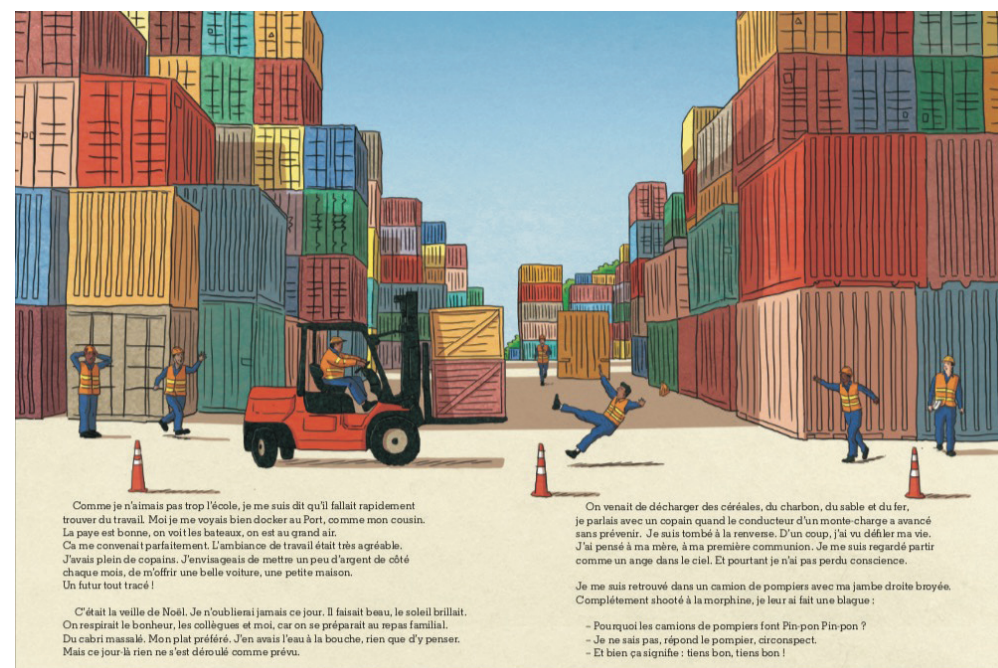 Comme je n'aimais pas trop l'école, je me suis dit qu'il fallait rapidement
trouver du travail. Moi je me voyais bien docker au Port, comme mon cousin.
La paye est bonne, on voit les bateaux, on est au grand air.
Ca me convenait parfaitement. L'ambiance de travail était très agréable.
J'avais plein de copains. J'envisageais de mettre un peu d'argent de côté
chaque mois, de m'offrir une belle voiture, une petite maison.
Un futur tout tracé !
C'était la veille de Noël. Je n'oublierai jamais ce jour. Il faisait beau, le soleil brillait.
On respirait le bonheur, les collègues et moi, car on se préparait au repas familial.
Du cabri massalé. Mon plat préféré. J'en avais l'eau à la bouche, rien que d'y penser.
Mais ce jour-là rien ne s'est déroulé comme prévu.
On venait de décharger des céréales, du charbon, du sable et du fer,
je parlais avec un copain quand le conducteur d'un monte-charge a avancé
sans prévenir. Je suis tombé à la renverse. D'un coup, j'ai vu défiler ma vie.
J'ai pensé à ma mère, à ma première communion. Je me suis regardé partir
comme un ange dans le ciel. Et pourtant je n'ai pas perdu conscience.
Je me suis retrouvé dans un camion de pompiers avec ma jambe droite broyée.
Complétement shooté à la morphine, je leur ai fait une blague :
– Pourquoi les camions de pompiers font Pin-pon Pin-pon ?
– Je ne sais pas, répond le pompier, circonspect.
– Et bien ça signifie : tiens bon, tiens bon !